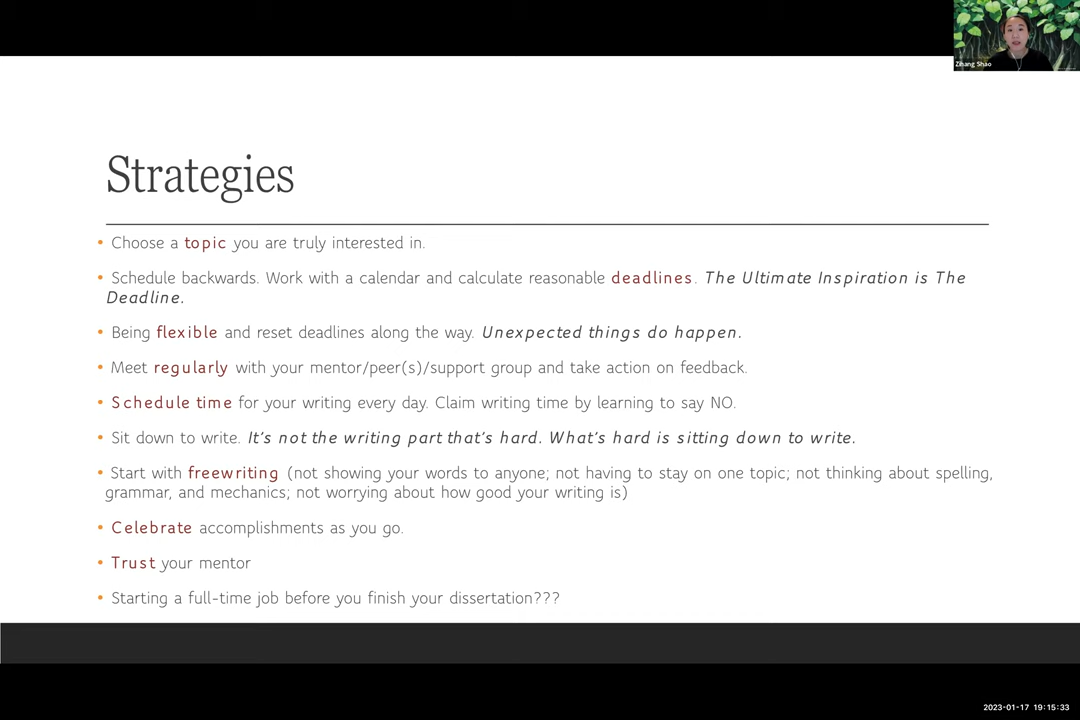 Zihang Shao
Strategies
• Choose a topic you are truly interested in.
• Schedule backwards. Work with a calendar and calculate reasonable deadlines. The Ultimate Inspiration is The
Deadline.
• Being flexible and reset deadlines along the way. Unexpected things do happen.
• Meet regularly with your mentor/peer(s)/support group and take action on feedback.
• Schedule time for your writing every day. Claim writing time by learning to say NO.
• Sit down to write. It's not the writing part that's hard. What's hard is sitting down to write.
• Start with freewriting (not showing your words to anyone; not having to stay on one topic; not thinking about spelling,
grammar, and mechanics; not worrying about how good your writing is)
• Celebrate accomplishments as you go.
• Trust your mentor
• Starting a full-time job before you finish your dissertation???
2023-01-17 19:15:33